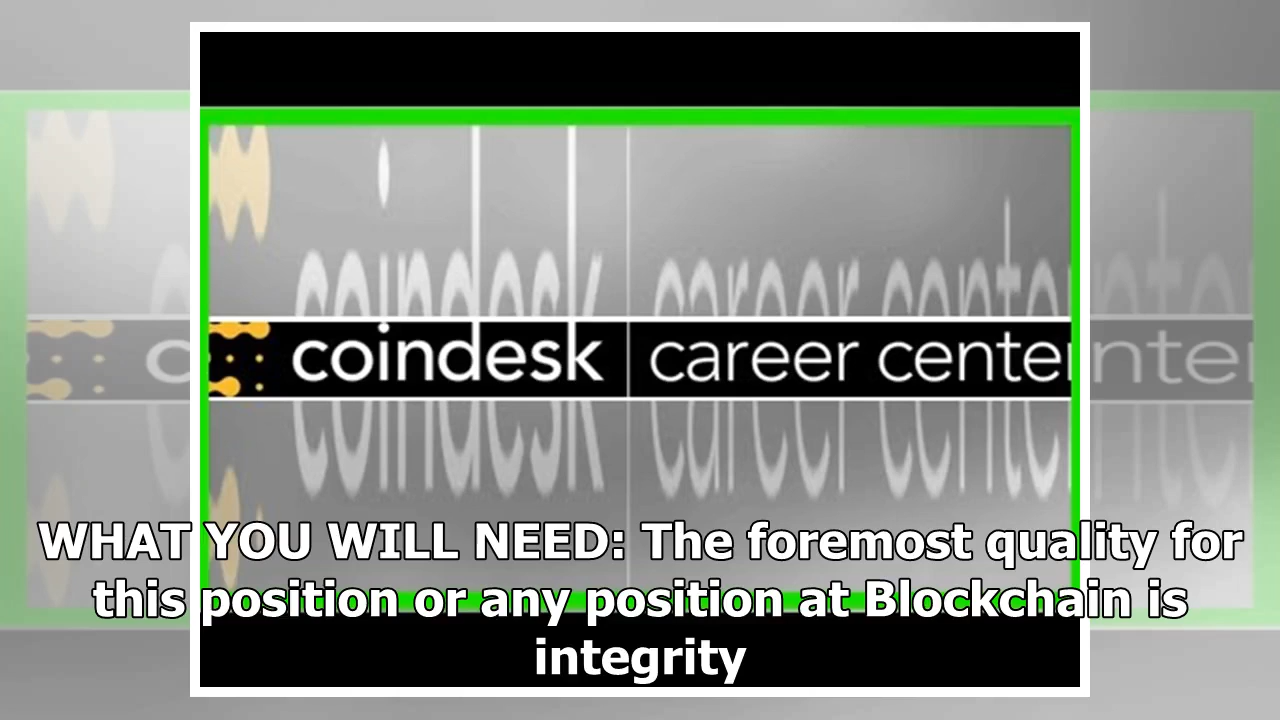 coindesk career cente
WHAT YOU WILL NEED: The foremost quality for
this position or any position at Blockchain is
integrity